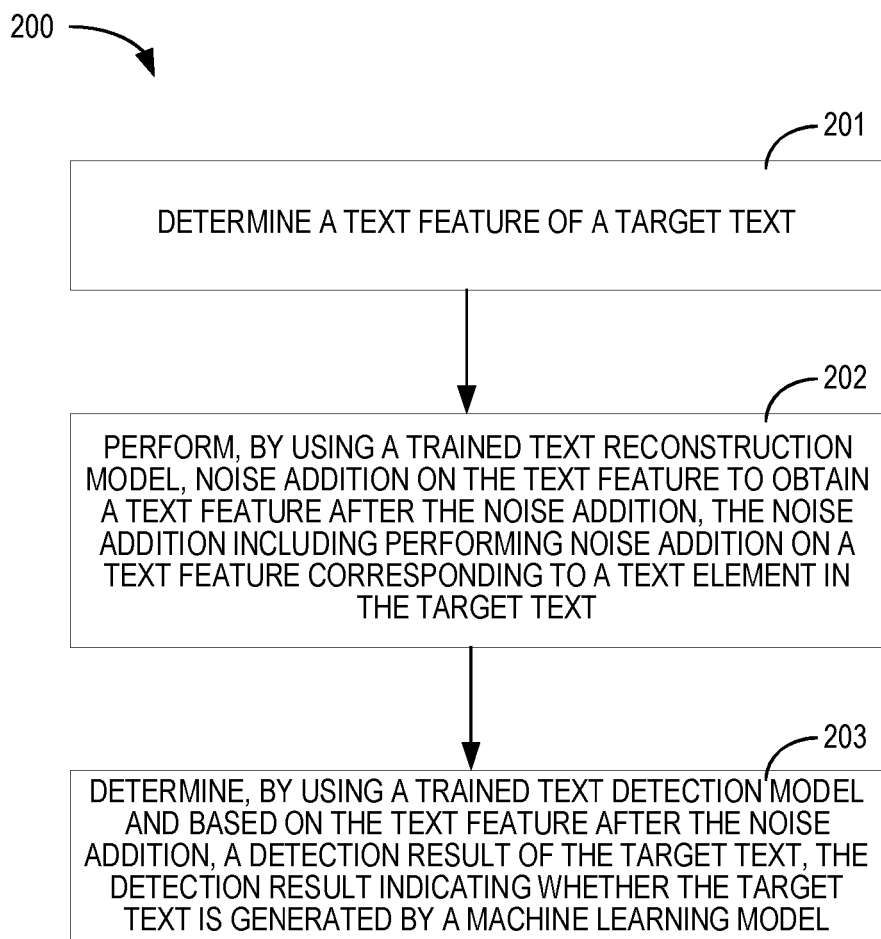 200
201
DETERMINE A TEXT FEATURE OF A TARGET TEXT
202
PERFORM, BY USING A TRAINED TEXT RECONSTRUCTION
MODEL, NOISE ADDITION ON THE TEXT FEATURE TO OBTAIN
A TEXT FEATURE AFTER THE NOISE ADDITION, THE NOISE
ADDITION INCLUDING PERFORMING NOISE ADDITION ON A
TEXT FEATURE CORRESPONDING TO A TEXT ELEMENT IN
THE TARGET TEXT
203
DETERMINE, BY USING A TRAINED TEXT DETECTION MODEL
AND BASED ON THE TEXT FEATURE AFTER THE NOISE
ADDITION, A DETECTION RESULT OF THE TARGET TEXT, THE
DETECTION RESULT INDICATING WHETHER THE TARGET
TEXT IS GENERATED BY A MACHINE LEARNING MODEL